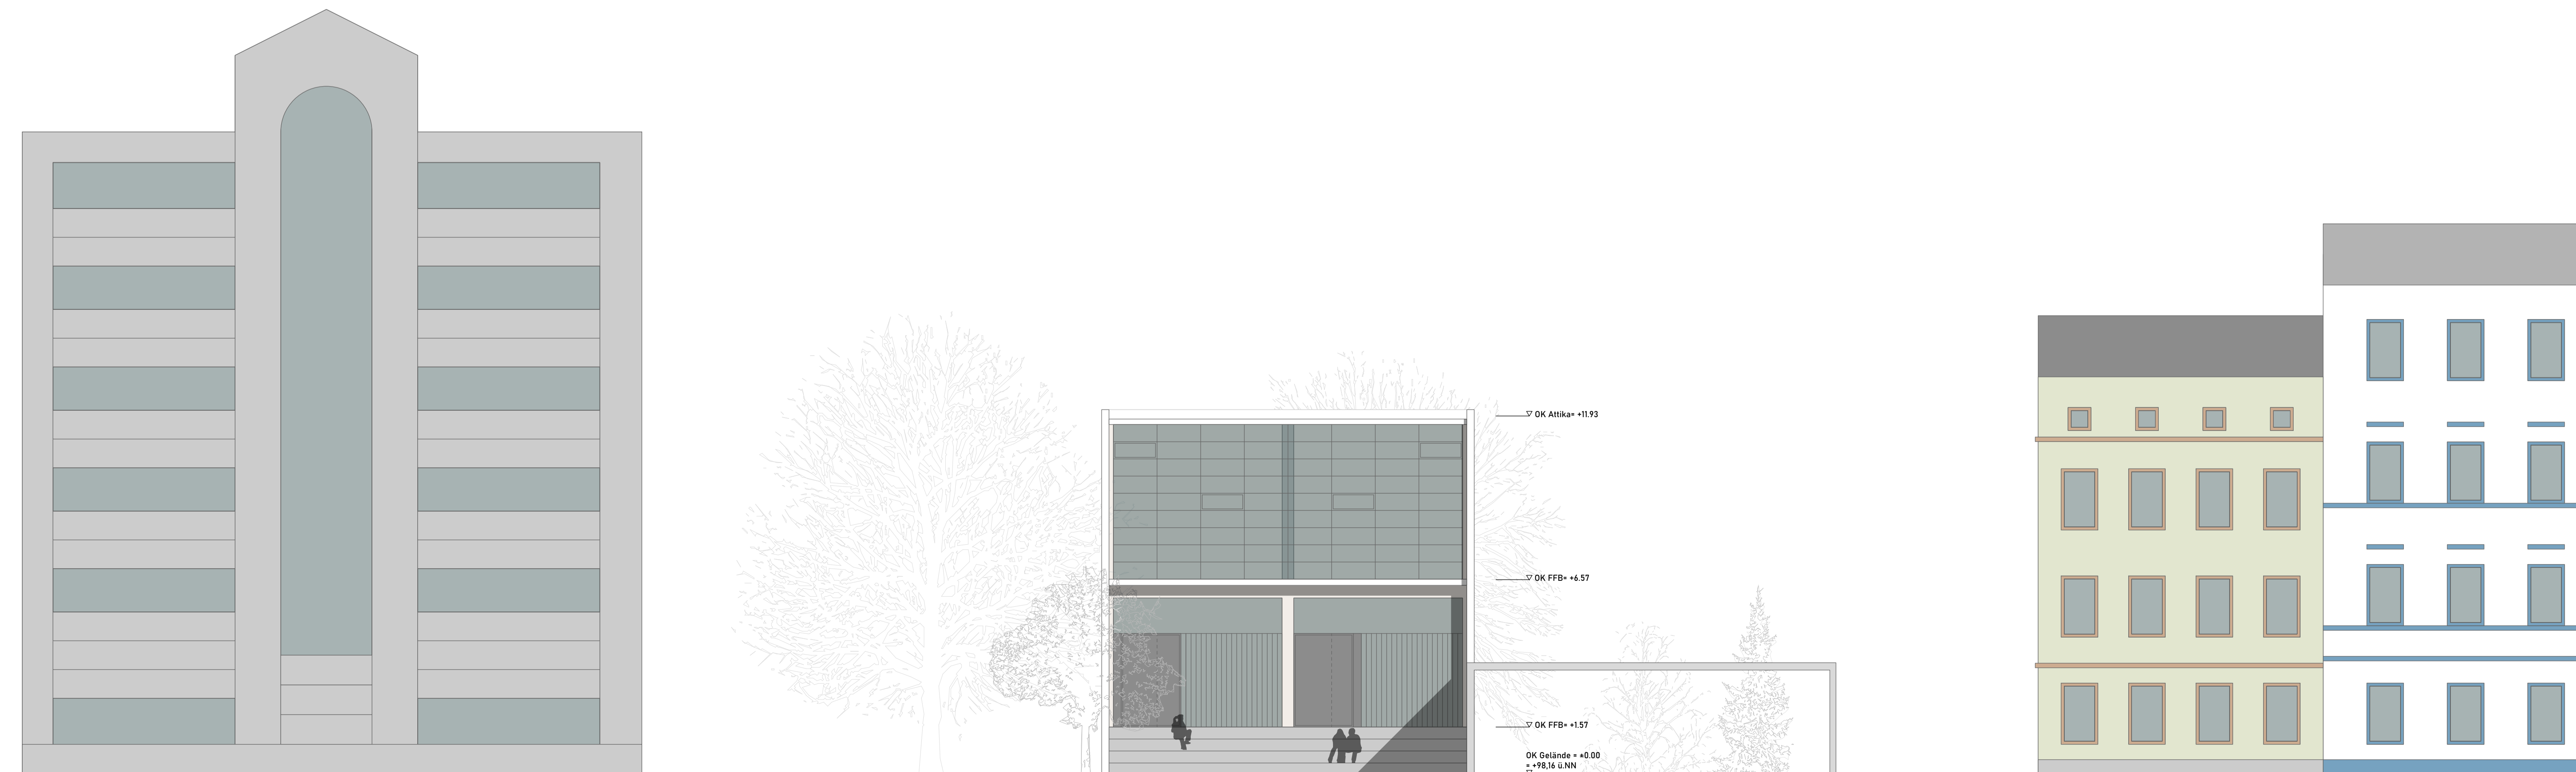 OK Attika= +11.93
OK FFB= +6.57
OK FFB= +1.57
OK Gelände = ±0.00
= +98,16 ü.NN